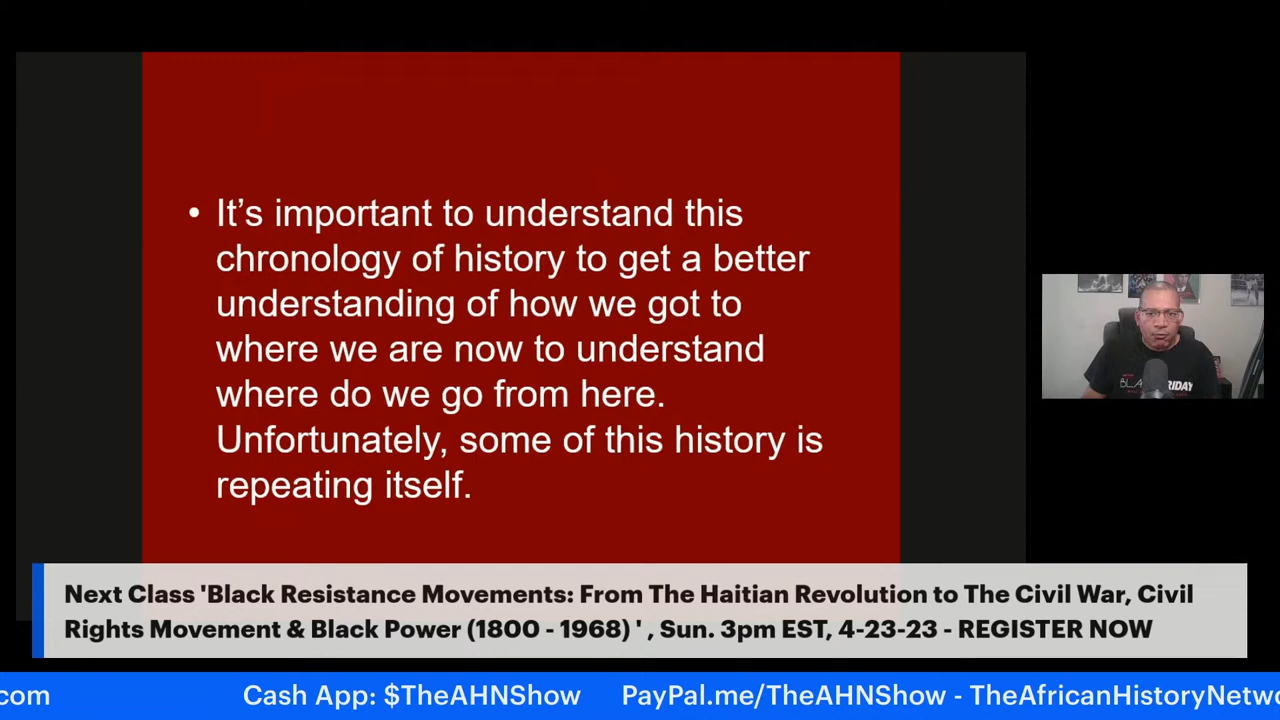 • It’s important to understand this
chronology of history to get a better
understanding of how we got to
where we are now to understand
where do we go from here.
Unfortunately, some of this history is
repeating itself.
RIDAY
Next Class 'Black Resistance Movements: From The Haitian Revolution to The Civil War, Civil
Rights Movement & Black Power (1800 - 1968) ' , Sun. 3pm EST, 4-23-23 - REGISTER NOW
com Cash App: $TheAHNShow PayPal.me/TheAHNShow - TheAfricanHistoryNetwo